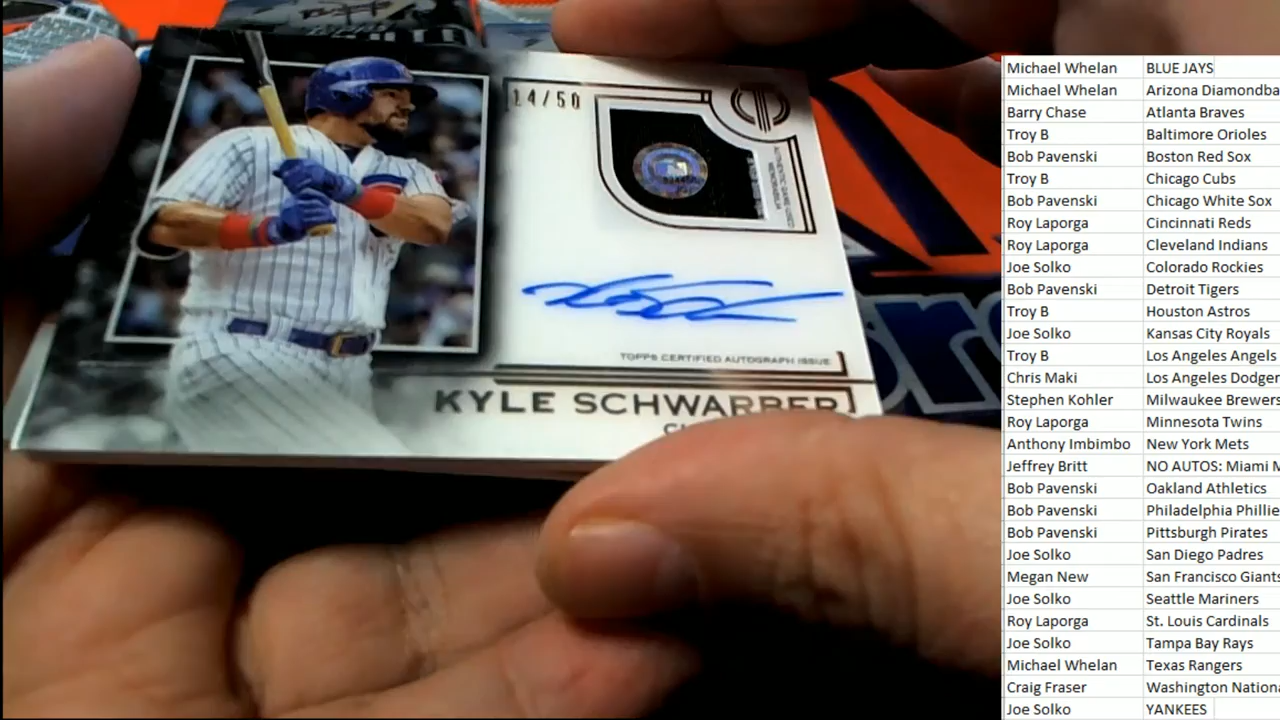 14/50
TOPPS CERTIFIED AUTOGRAPH ISSUE
KYLE SCHWARBER
Michael Whelan BLUE JAYS
Michael Whelan Arizona Diamondba
Barry Chase Atlanta Braves
Troy B Baltimore Orioles
Bob Pavenski Boston Red Sox
Troy B Chicago Cubs
Bob Pavenski Chicago White Sox
Roy Laporga Cincinnati Reds
Roy Laporga Cleveland Indians
Joe Solko Colorado Rockies
Bob Pavenski Detroit Tigers
Troy B Houston Astros
Joe Solko Kansas City Royals
Troy B Los Angeles Angels
Chris Maki Los Angeles Dodger
Stephen Kohler Milwaukee Brewers
Roy Laporga Minnesota Twins
Anthony Imbimbo New York Mets
Jeffrey Britt NO AUTOS: Miami M
Bob Pavenski Oakland Athletics
Bob Pavenski Philadelphia Phillie
Bob Pavenski Pittsburgh Pirates
Joe Solko San Diego Padres
Megan New San Francisco Giants
Joe Solko Seattle Mariners
Roy Laporga St. Louis Cardinals
Joe Solko Tampa Bay Rays
Michael Whelan Texas Rangers
Craig Fraser Washington Nationa
Joe Solko YANKEES